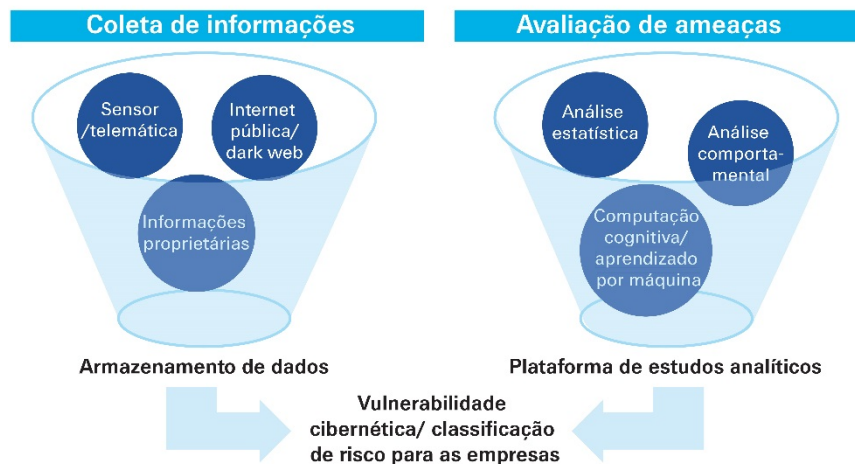 Coleta de informações
Sensor
/telemática
Internet
pública/
dark web
Informações
proprietárias
Armazenamento de dados
Avaliação de ameaças
Análise
estatística
Análise
comporta-
mental
Computação
cognitiva/
aprendizado
por máquina
Plataforma de estudos analíticos
Vulnerabilidade
cibernética/ classificação
de risco para as empresas